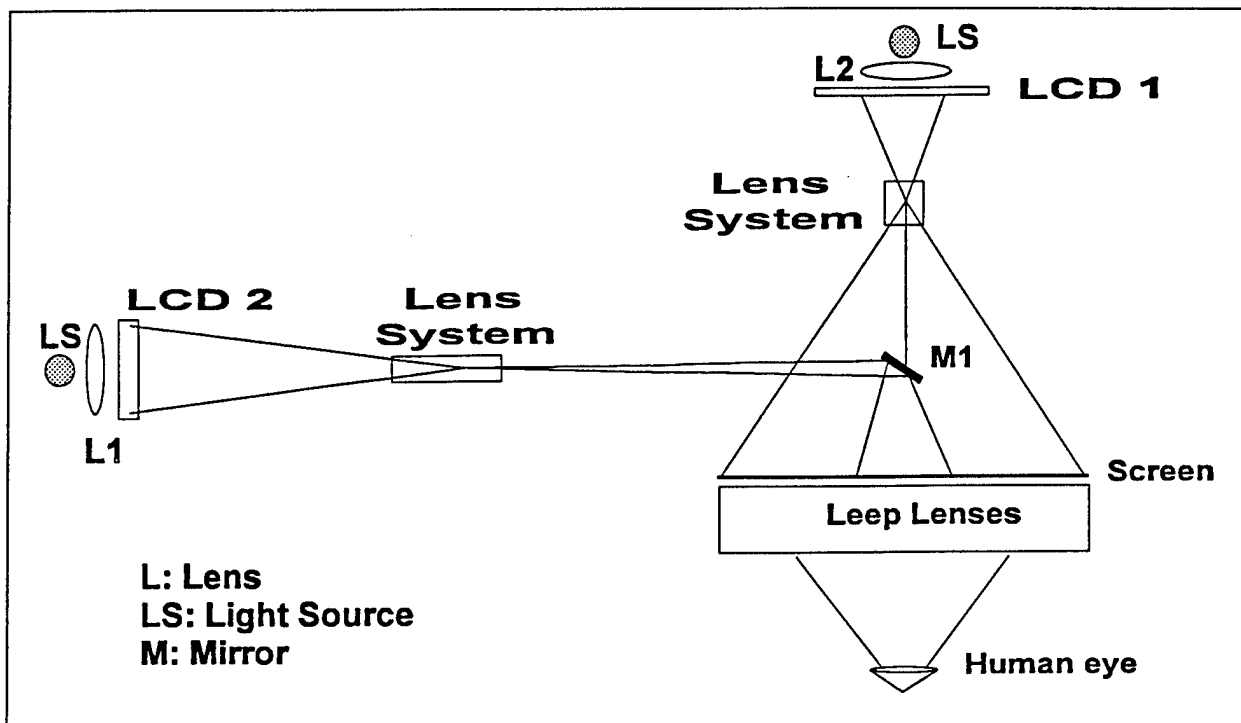 LS
L2
LCD 1
Lens
System
LCD 2
Lens
System
LS
M1
L1
Screen
Leep Lenses
L: Lens
LS: Light Source
M: Mirror
Human eye